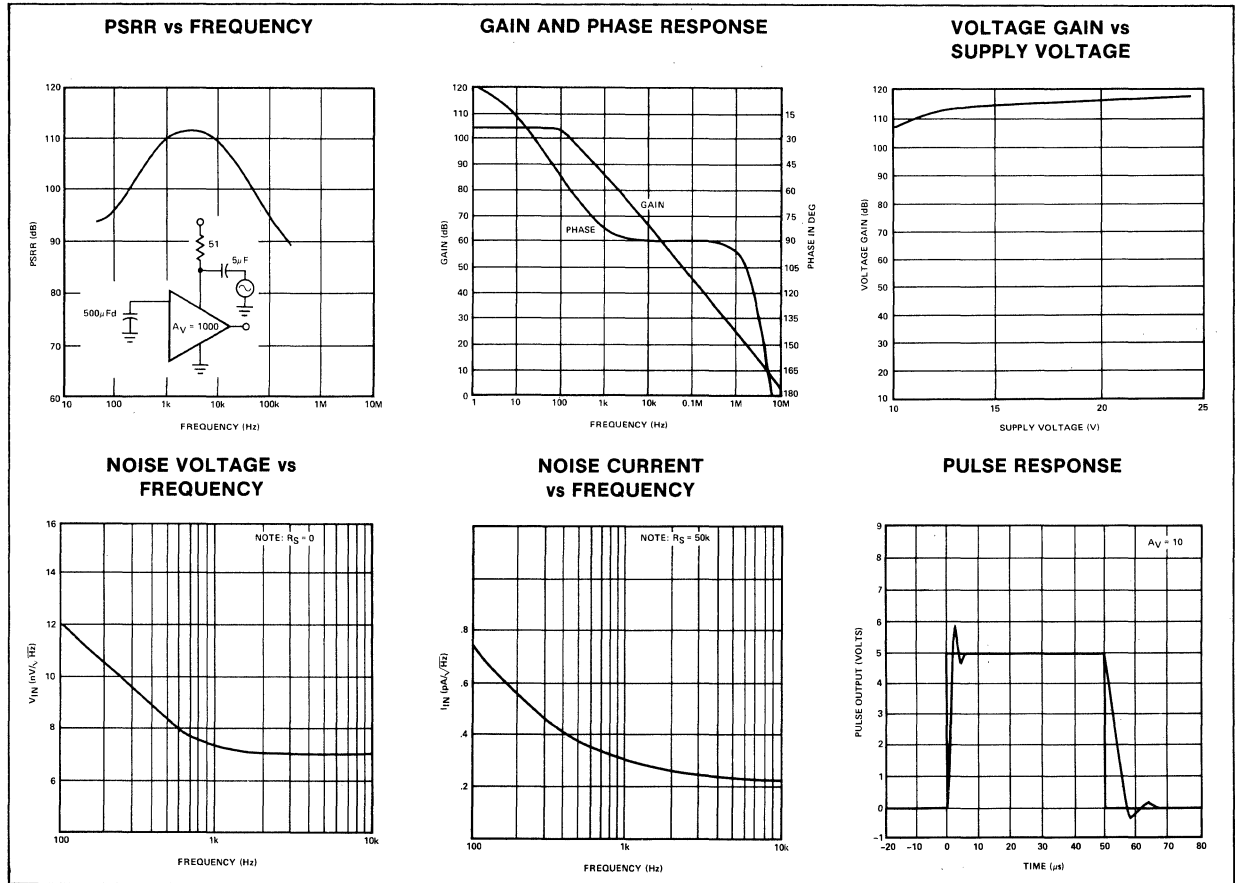 PSRR vs FREQUENCY
120
110
100
90
80
70
60
PSRR (dB)
10 100 1k 10k 100k 1M 10M
FREQUENCY (Hz)
51
5μF
500μFd
A_V = 1000
GAIN AND PHASE RESPONSE
120
110
100
90
80
70
60
50
40
30
20
10
0
GAIN (dB)
GAIN
PHASE
15
30
45
60
75
90
105
120
135
150
165
180
PHASE IN DEG
1 10 100 1k 10k 0.1M 1M 10M
FREQUENCY (Hz)
VOLTAGE GAIN vs
SUPPLY VOLTAGE
120
110
100
90
80
70
60
50
40
30
20
10
VOLTAGE GAIN (dB)
10 15 20 25
SUPPLY VOLTAGE (V)
NOISE VOLTAGE vs
FREQUENCY
NOTE: R_S = 0
16
14
12
10
8
6
V_IN (nV/√Hz)
100 1k 10k
FREQUENCY (Hz)
NOISE CURRENT
vs FREQUENCY
NOTE: R_S = 50k
.8
.6
.4
.2
I_IN (pA/√Hz)
100 1k 10k
FREQUENCY (Hz)
PULSE RESPONSE
A_V = 10
9
8
7
6
5
4
3
2
1
0
-1
PULSE OUTPUT (VOLTS)
-20 -10 0 10 20 30 40 50 60 70 80
TIME (μs)